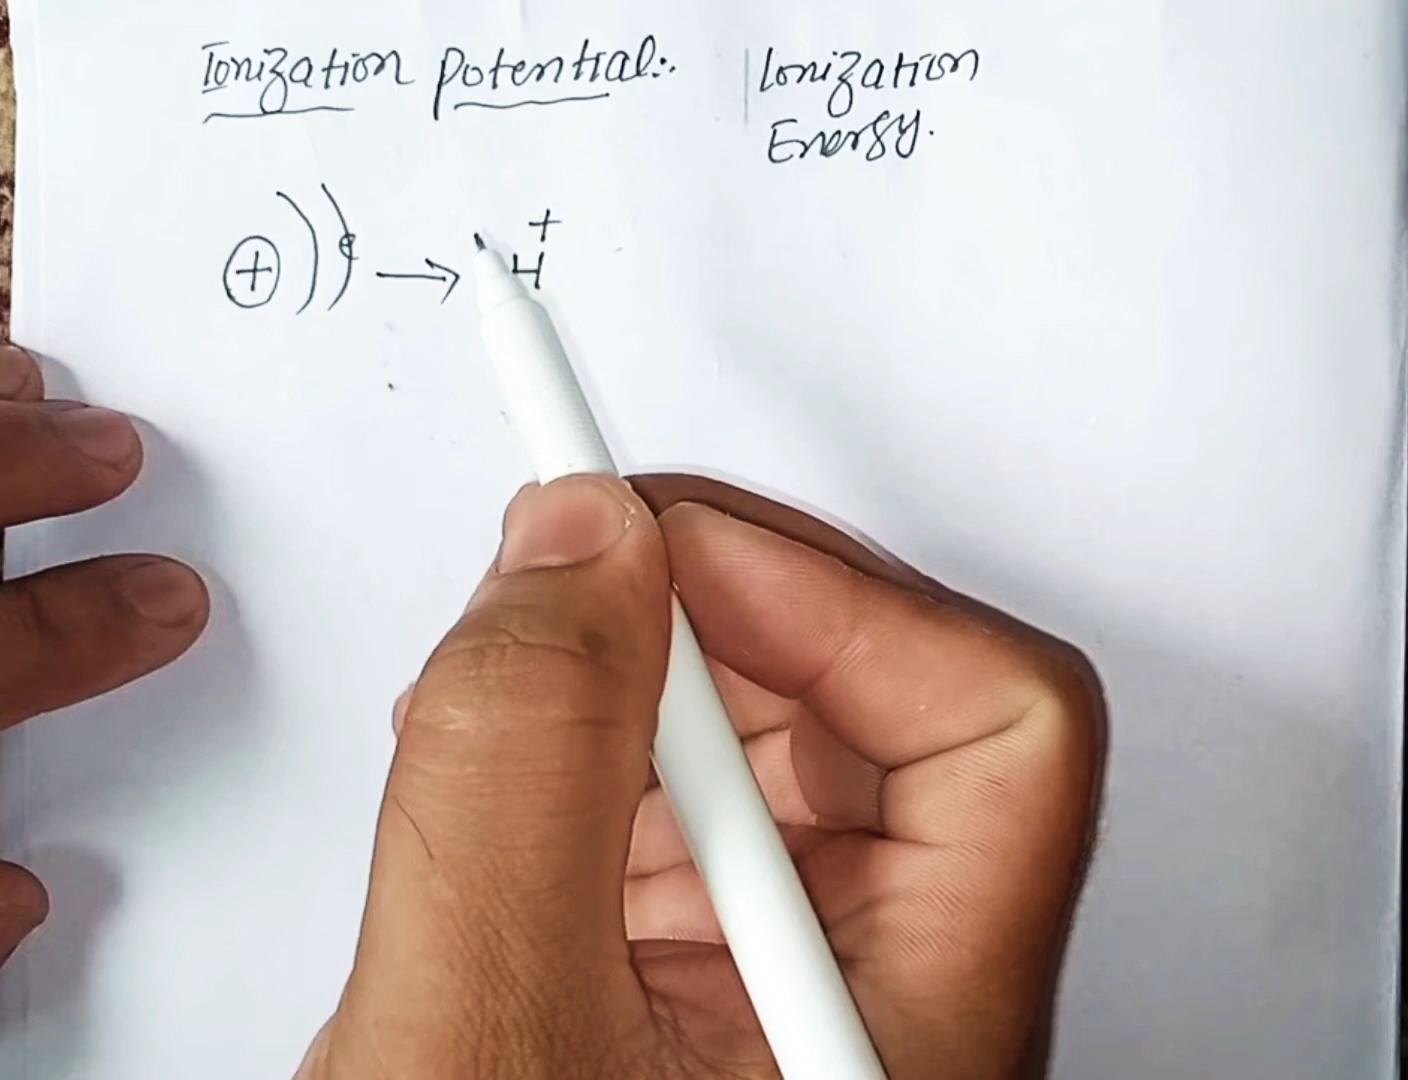 Ionization potential:. Ionization
Energy.
+
+ e → H